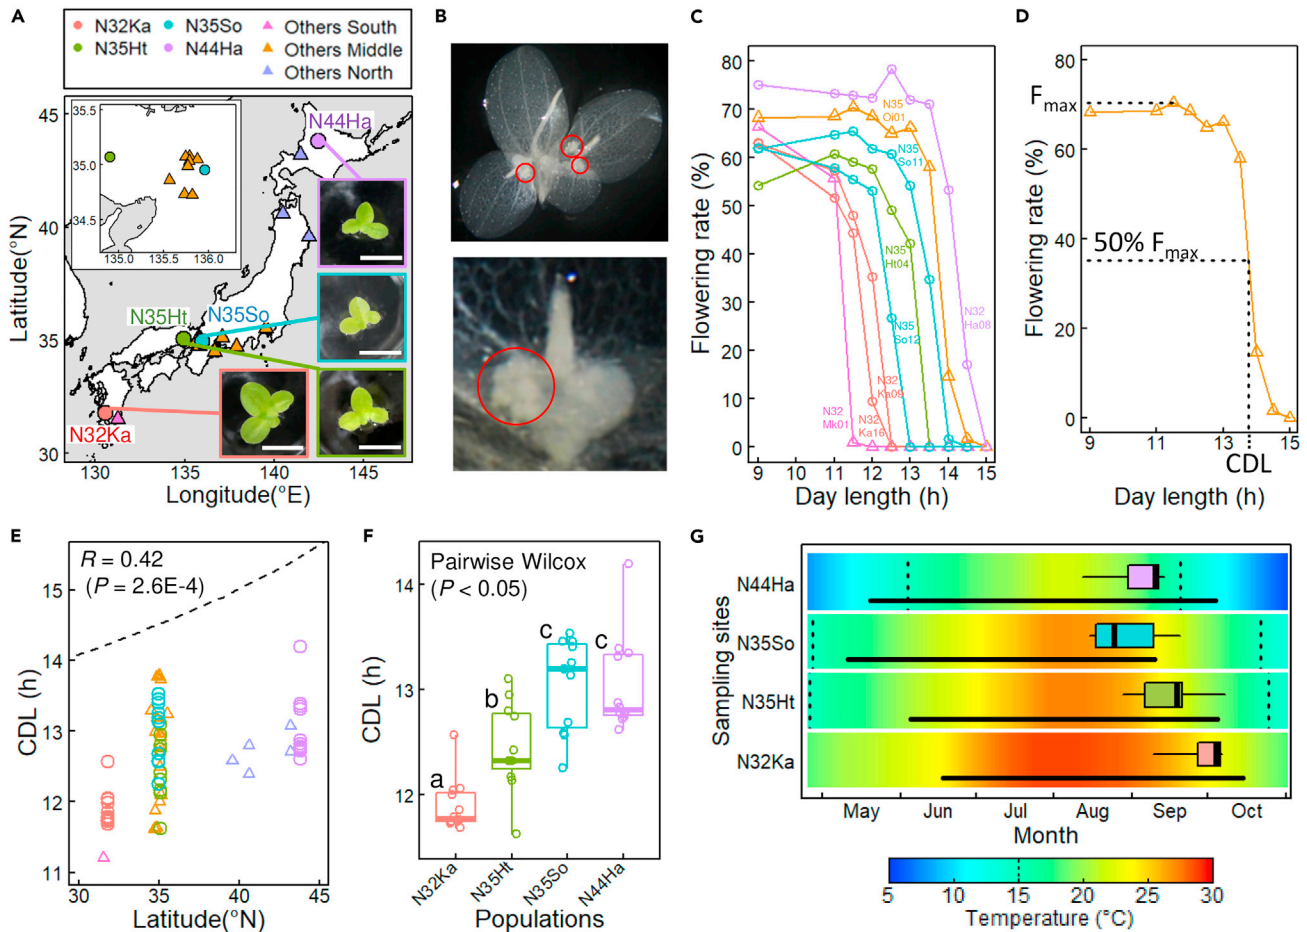 A
N32Ka
N35So
Others South
N35Ht
N44Ha
Others Middle
Others North
45
40
35
30
Latitude(°N)
35.5
35.0
34.5
135.0
135.5
136.0
N44Ha
N35Ht
N35So
N32Ka
130
135
140
145
Longitude(°E)
B
C
80
70
60
50
40
30
20
10
0
Flowering rate (%)
N35
Oi01
N35
So11
N35
Ht04
N32
Ha08
N35
So12
N32
Ka09
N32
Ka16
N32
Mk01
9
10
11
12
13
14
15
Day length (h)
D
80
60
40
20
0
Flowering rate (%)
Fmax
50% Fmax
9
11
13
15
CDL
Day length (h)
E
R = 0.42
(P = 2.6E-4)
15
14
13
12
11
CDL (h)
30
35
40
45
Latitude(°N)
F
Pairwise Wilcox
(P < 0.05)
14
13
12
CDL (h)
a
b
c
c
N32Ka
N35Ht
N35So
N44Ha
Populations
G
Sampling sites
N44Ha
N35So
N35Ht
N32Ka
May
Jun
Jul
Aug
Sep
Oct
Month
5
10
15
20
25
30
Temperature (°C)